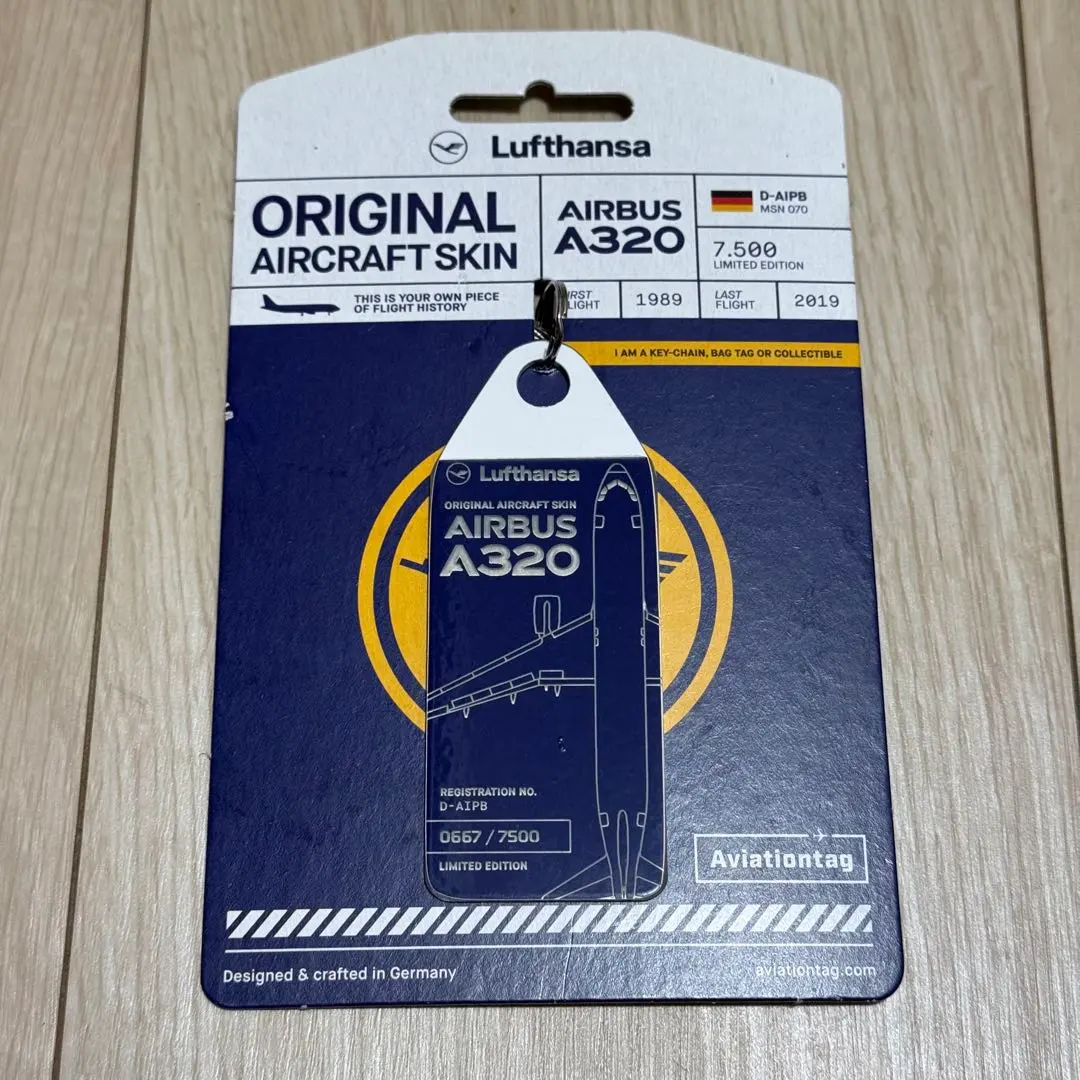 Lufthansa
ORIGINAL
AIRCRAFT SKIN
AIRBUS
A320
D-AIPB
MSN 070
7.500
LIMITED EDITION
THIS IS YOUR OWN PIECE
OF FLIGHT HISTORY
1989
LAST
FLIGHT
2019
I AM A KEY-CHAIN, BAG TAG OR COLLECTIBLE
Lufthansa
ORIGINAL AIRCRAFT SKIN
AIRBUS
A320
REGISTRATION NO.
D-AIPB
0667 / 7500
LIMITED EDITION
Aviationtag
Designed & crafted in Germany
aviationtag.com